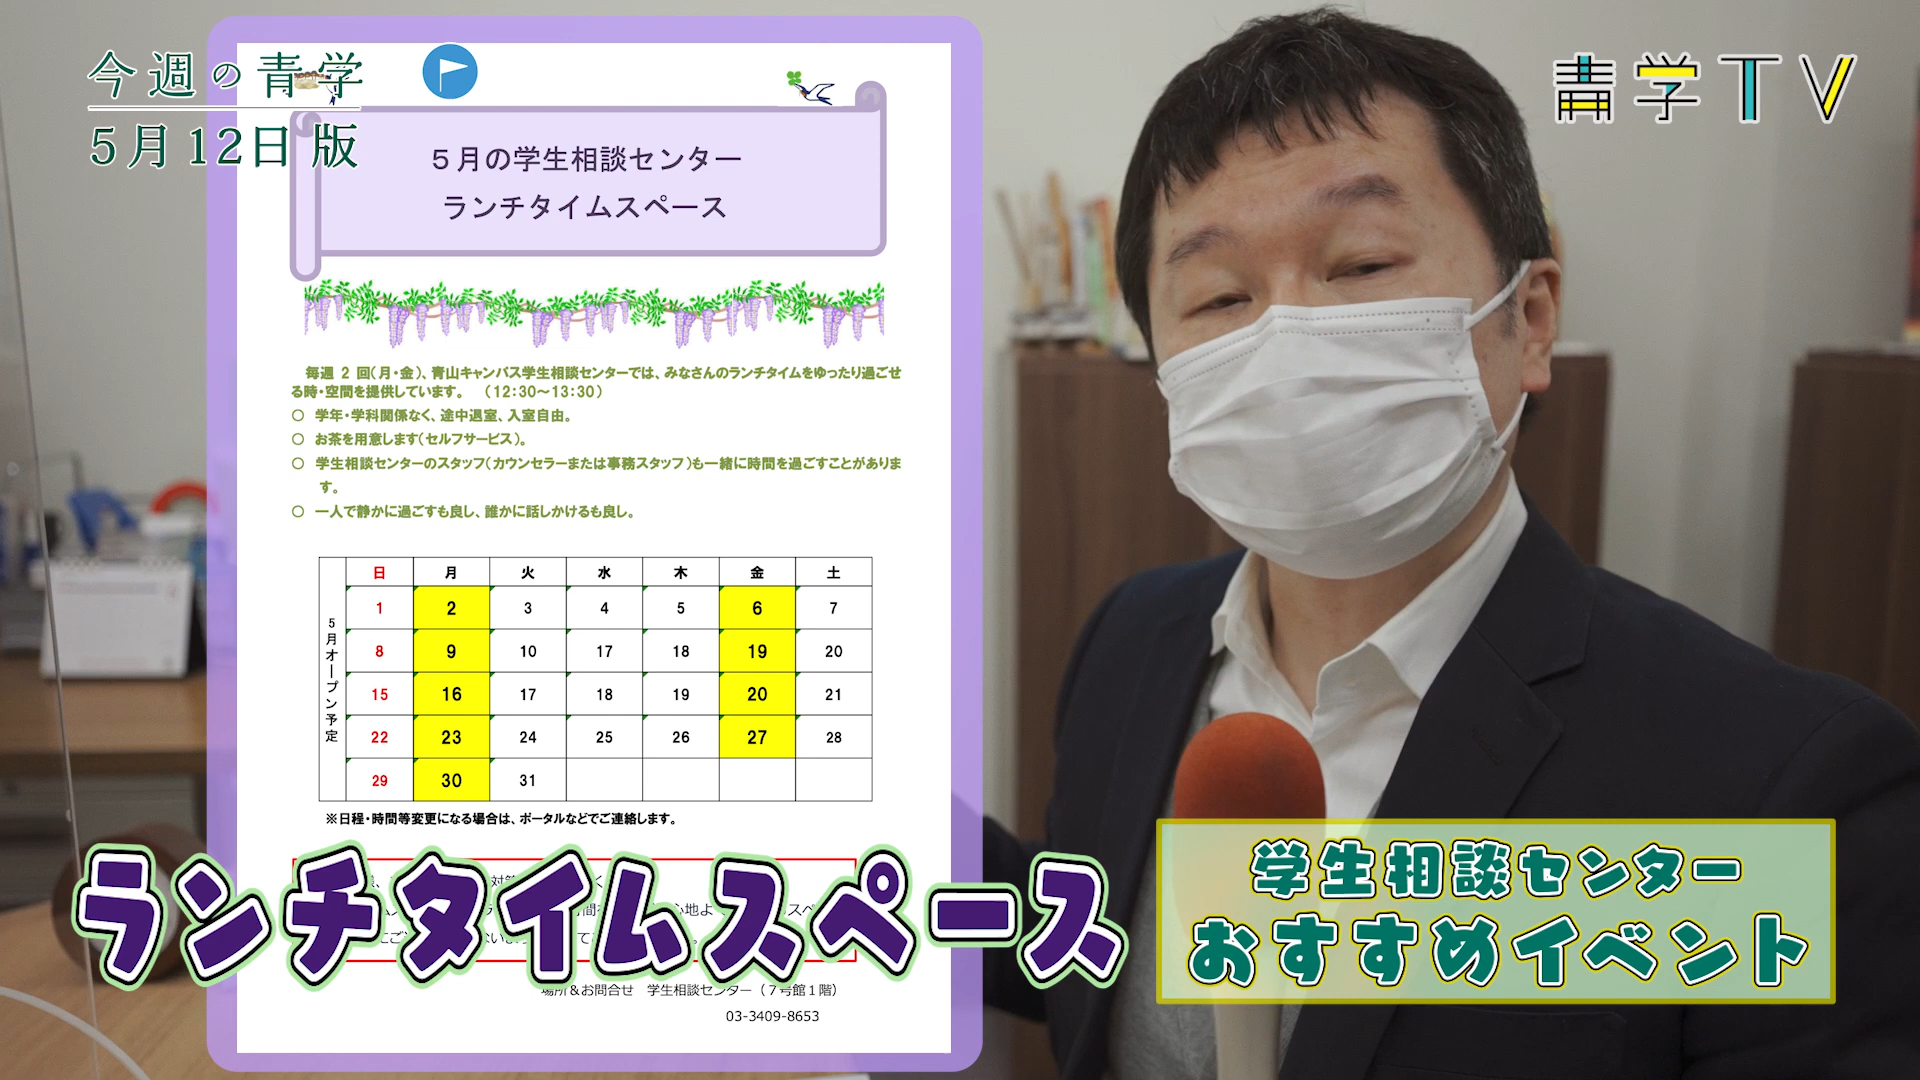 今週の青学
5月12日版
青学TV
５月の学生相談センター
ランチタイムスペース
毎週 2 回(月・金)、青山キャンパス学生相談センターでは、みなさんのランチタイムをゆったり過ごせ
る時・空間を提供しています。 (12:30～13:30)
○ 学年・学科関係なく、途中退室、入室自由。
○ お茶を用意します(セルフサービス)。
○ 学生相談センターのスタッフ(カウンセラーまたは事務スタッフ)も一緒に時間を過ごすことがありま
す。
○ 一人で静かに過ごすも良し、誰かに話しかけるも良し。
5月オープン予定
日 月 火 水 木 金 土
1 2 3 4 5 6 7
8 9 10 17 18 19 20
15 16 17 18 19 20 21
22 23 24 25 26 27 28
29 30 31
※日程・時間等変更になる場合は、ポータルなどでご連絡します。
ランチタイムスペース
場所＆お問合せ 学生相談センター（７号館１階）
03-3409-8653
学生相談センター
おすすめイベント